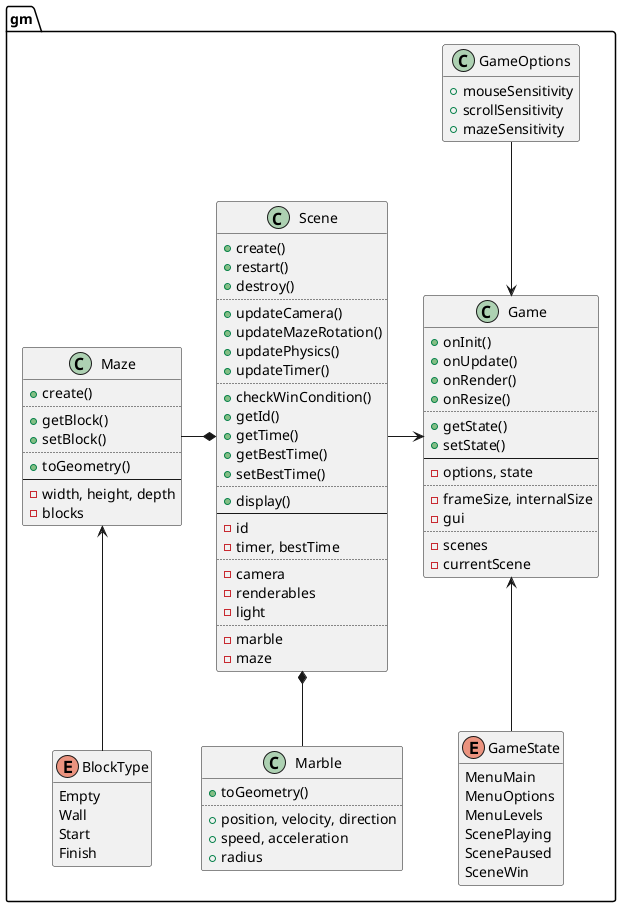 gm
C GameOptions
mouseSensitivity
scrollSensitivity
mazeSensitivity
C Scene
create()
restart()
destroy()
updateCamera()
updateMazeRotation()
updatePhysics()
updateTimer()
checkWinCondition()
getId()
getTime()
getBestTime()
setBestTime()
display()
id
timer, bestTime
camera
renderables
light
marble
maze
C Game
onInit()
onUpdate()
onRender()
onResize()
getState()
setState()
options, state
frameSize, internalSize
gui
scenes
currentScene
C Maze
create()
getBlock()
setBlock()
toGeometry()
width, height, depth
blocks
E BlockType
Empty
Wall
Start
Finish
C Marble
toGeometry()
position, velocity, direction
speed, acceleration
radius
E GameState
MenuMain
MenuOptions
MenuLevels
ScenePlaying
ScenePaused
SceneWin